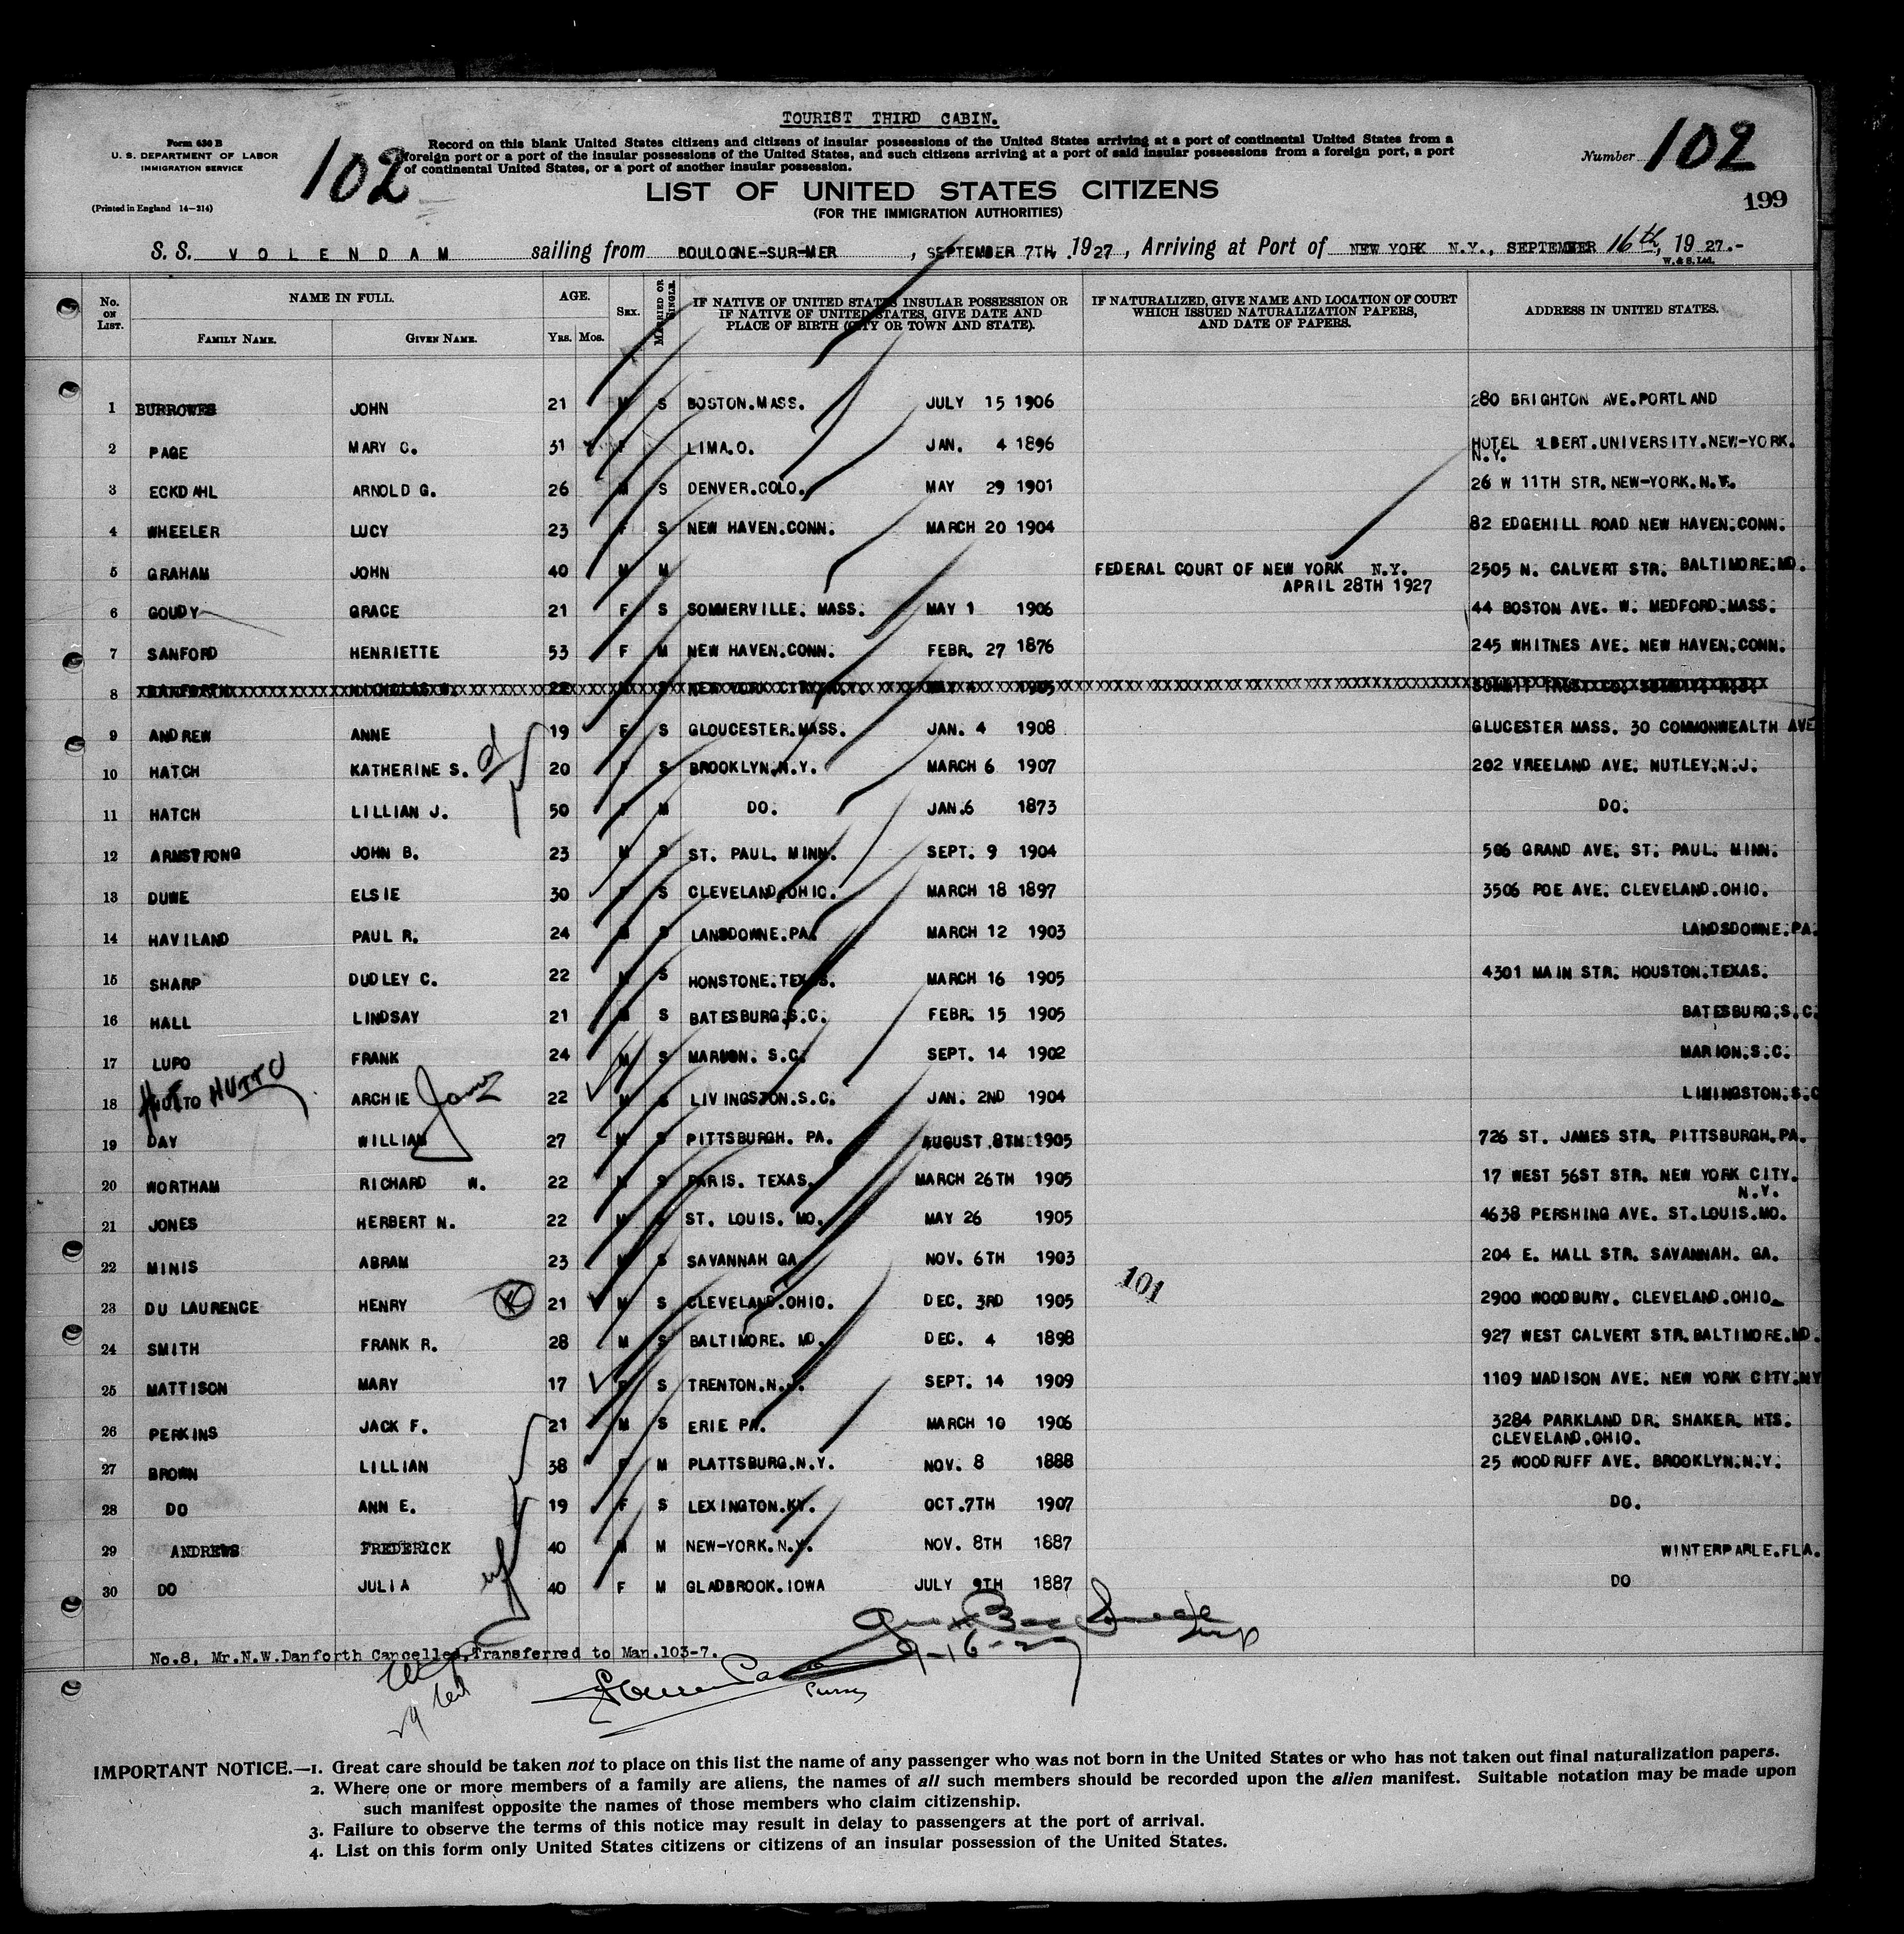 TOURIST THIRD CABIN.
Form 630 B
U. S. DEPARTMENT OF LABOR
IMMIGRATION SERVICE
(Printed in England 14—214)
102
Record on this blank United States citizens and citizens of insular possessions of the United States arriving at a port of continental United States from a
foreign port or a port of the insular possessions of the United States, and such citizens arriving at a port of said insular possessions from a foreign port, a port
of continental United States, or a port of another insular possession.
Number 102
199
LIST OF UNITED STATES CITIZENS
(FOR THE IMMIGRATION AUTHORITIES)
S. S. VOLENDAM sailing from BOULOGNE-SUR-MER, SEPTEMBER 7TH, 1927, Arriving at Port of NEW YORK N.Y., SEPTEMBER 16th, 1927.-
W. & S. Ltd.
No. ON LIST. NAME IN FULL. AGE. SEX. MARRIED OR SINGLE. IF NATIVE OF UNITED STATES INSULAR POSSESSION OR IF NATIVE OF UNITED STATES, GIVE DATE AND PLACE OF BIRTH (CITY OR TOWN AND STATE). IF NATURALIZED, GIVE NAME AND LOCATION OF COURT WHICH ISSUED NATURALIZATION PAPERS, AND DATE OF PAPERS. ADDRESS IN UNITED STATES.
FAMILY NAME. GIVEN NAME. YRS. MOS.
1 BURROWES JOHN 21 M S BOSTON.MASS. JULY 15 1906 280 BRIGHTON AVE.PORTLAND
2 PAGE MARY C. 31 F LIMA.O. JAN. 4 1896 HOTEL ALBERT.UNIVERSITY.NEW-YORK.
N.Y.
3 ECKDAHL ARNOLD G. 26 M S DENVER.COLO. MAY 29 1901 26 W 11TH STR.NEW-YORK.N.Y.
4 WHEELER LUCY 23 F S NEW HAVEN.CONN. MARCH 20 1904 82 EDGEHILL ROAD NEW HAVEN.CONN.
5 GRAHAM JOHN 40 M M FEDERAL COURT OF NEW YORK N.Y. 2505 N. CALVERT STR. BALTIMORE.MD.
APRIL 28TH 1927
6 GOUDY GRACE 21 F S SOMMERVILLE. MASS. MAY 1 1906 44 BOSTON AVE. W. MEDFORD.MASS.
7 SANFORD HENRIETTE 53 F M NEW HAVEN.CONN. FEBR. 27 1876 245 WHITNES AVE. NEW HAVEN.CONN.
8 DANFORTH NICHOLAS W. 22 M S NEW YORK CITY N.Y. MAY 4 1905 SUMMIT TRUST CO. SUMMIT. N.J.
9 ANDREW ANNE 19 F S GLOUCESTER.MASS. JAN. 4 1908 GLUCESTER MASS. 30 COMMONWEALTH AVE
10 HATCH KATHERINE S. 20 F S BROOKLYN.N.Y. MARCH 6 1907 202 VREELAND AVE. NUTLEY.N.J.
11 HATCH LILLIAN J. 50 F M DO. JAN.6 1873 DO.
12 ARMSTRONG JOHN B. 23 M S ST. PAUL. MINN. SEPT. 9 1904 506 GRAND AVE. ST. PAUL. MINN.
13 DUWE ELSIE 30 F S CLEVELAND.OHIO. MARCH 18 1897 3506 POE AVE. CLEVELAND.OHIO.
14 HAVILAND PAUL R. 24 M S LANSDOWNE.PA. MARCH 12 1903 LANDSDOWNE.PA.
15 SHARP DUDLEY C. 22 M S HONSTONE.TEXAS. MARCH 16 1905 4301 MAIN STR. HOUSTON.TEXAS.
16 HALL LINDSAY 21 M S BATESBURG.S.C. FEBR. 15 1905 BATESBURG.S.C.
17 LUPO FRANK 24 M S MARION. S.C. SEPT. 14 1902 MARION.S.C.
18 HUTTO HUTTO ARCHIE James 22 M S LIVINGSTON.S.C. JAN. 2ND 1904 LIMINGSTON.S.C
19 DAY WILLIAM 27 M S PITTSBURGH. PA. AUGUST 8TH 1905 726 ST. JAMES STR. PITTSBURGH.PA.
20 WORTHAM RICHARD W. 22 M S PARIS. TEXAS. MARCH 26TH 1905 17 WEST 56ST STR. NEW YORK CITY.
N.Y.
21 JONES HERBERT N. 22 M S ST. LOUIS. MO. MAY 26 1905 4638 PERSHING AVE. ST.LOUIS.MO.
22 MINIS ABRAM 23 M S SAVANNAH GA. NOV. 6TH 1903 204 E. HALL STR. SAVANNAH. GA.
101
23 DU LAURENCE HENRY K 21 M S CLEVELAND.OHIO. DEC. 3RD 1905 2900 WOODBURY. CLEVELAND.OHIO.
24 SMITH FRANK R. 28 M S BALTIMORE. MD. DEC. 4 1898 927 WEST CALVERT STR.BALTIMORE.MD.
25 MATTISON MARY 17 F S TRENTON.N.J. SEPT. 14 1909 1109 MADISON AVE. NEW YORK CITY.NY
26 PERKINS JACK F. 21 M S ERIE PA. MARCH 10 1906 3284 PARKLAND DR. SHAKER. HTS.
CLEVELAND.OHIO.
27 BROWN LILLIAN 38 F M PLATTSBURG.N.Y. NOV. 8 1888 25 WOODRUFF AVE. BROOKLYN.N.Y.
28 DO ANN E. 19 F S LEXINGTON.KY. OCT.7TH 1907 DO.
29 ANDREWS FREDERICK 40 M M NEW-YORK.N.Y. NOV. 8TH 1887 WINTERPARLE.FLA.
30 DO JULIA 40 F M GLADBROOK.IOWA JULY 9TH 1887 DO
9-16-27
No.8, Mr.N.W.Danforth Cancelled,Transferred to Man.103-7.
Purser
IMPORTANT NOTICE.—1. Great care should be taken not to place on this list the name of any passenger who was not born in the United States or who has not taken out final naturalization papers.
2. Where one or more members of a family are aliens, the names of all such members should be recorded upon the alien manifest. Suitable notation may be made upon
such manifest opposite the names of those members who claim citizenship.
3. Failure to observe the terms of this notice may result in delay to passengers at the port of arrival.
4. List on this form only United States citizens or citizens of an insular possession of the United States.